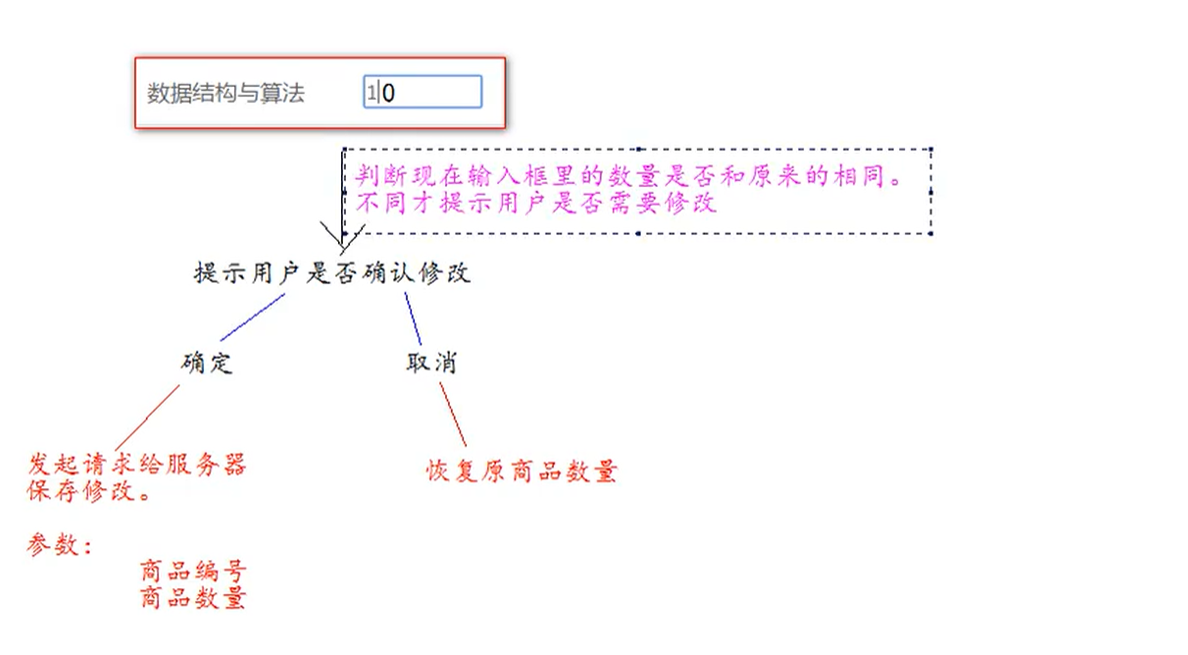 数据结构与算法 10
判断现在输入框里的数量是否和原来的相同。
不同才提示用户是否需要修改
提示用户是否确认修改
确定 取消
发起请求给服务器
保存修改。
恢复原商品数量
参数：
商品编号
商品数量